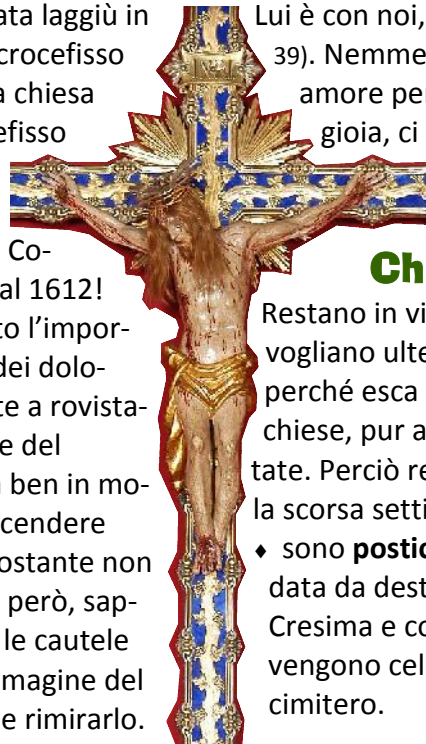 ata laggiù in
crocefisso
a chiesa
efisso
Co-
al 1612!
to l’impor-
dei dolo-
te a rovista-
e del
ben in mo-
cendere
ostante non
però, sap-
le cautele
magine del
e rimirarlo.
Lui è con noi,
39). Nemme
amore per
gioia, ci
Ch
Restano in vi
vogliano ulte
perché esca
chiese, pur a
tate. Perciò re
la scorsa setti
♦ sono postic
data da dest
Cresima e co
vengono cel
cimitero.